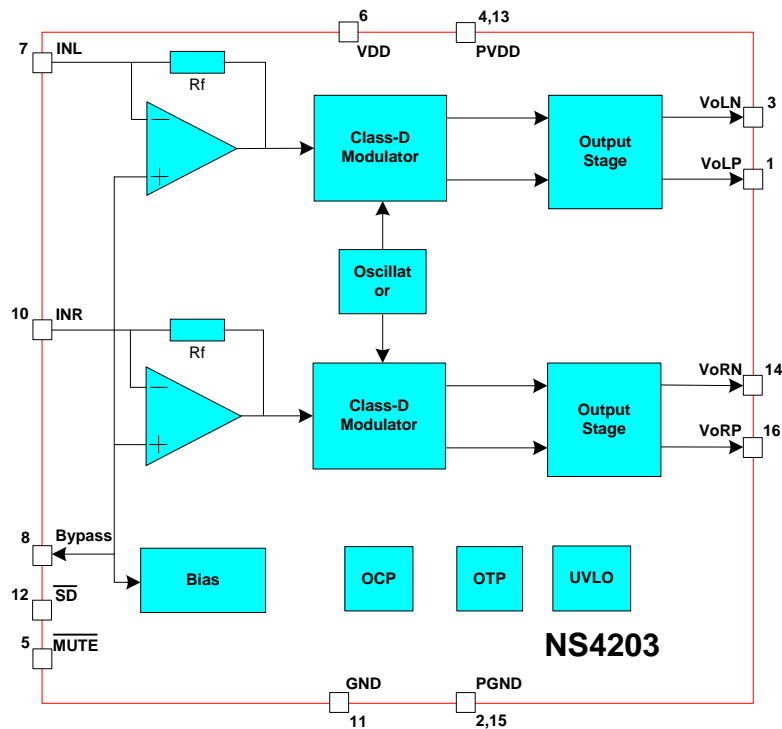 6
4,13
7
INL
VDD
PVDD
Rf
VoLN
3
Class-D
Modulator
Output
Stage
VoLP
1
Oscillat
or
10
INR
Rf
VoRN
14
Class-D
Modulator
Output
Stage
VoRP
16
Bypass
8
Bias
OCP
OTP
UVLO
12
SD
5
MUTE
NS4203
GND
PGND
11
2,15